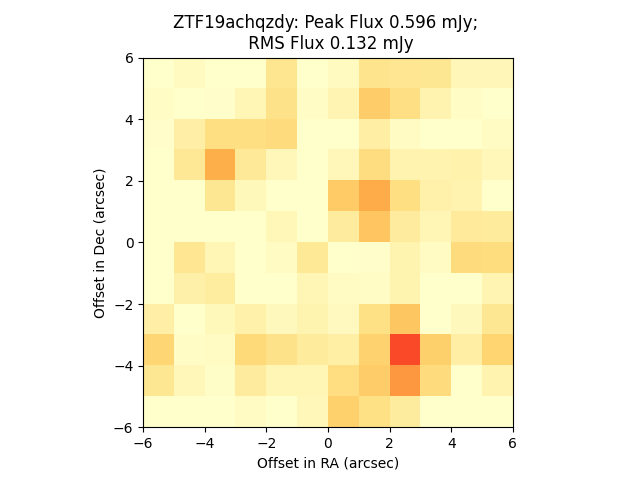 ZTF19achqzdy: Peak Flux 0.596 mJy;
RMS Flux 0.132 mJy
6
4
2
0
−2
−4
−6
Offset in Dec (arcsec)
−6 −4 −2 0 2 4 6
Offset in RA (arcsec)